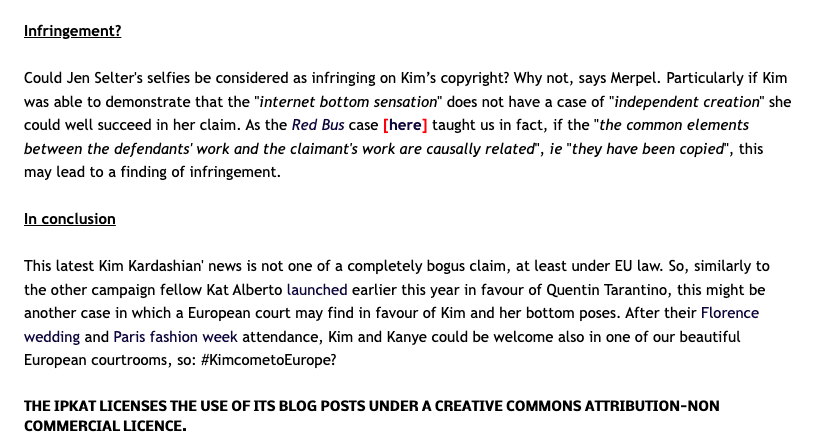 Infringement?
Could Jen Selter's selfies be considered as infringing on Kim’s copyright? Why not, says Merpel. Particularly if Kim
was able to demonstrate that the "internet bottom sensation" does not have a case of "independent creation" she
could well succeed in her claim. As the Red Bus case [here] taught us in fact, if the "the common elements
between the defendants' work and the claimant's work are causally related", ie "they have been copied", this
may lead to a finding of infringement.
In conclusion
This latest Kim Kardashian' news is not one of a completely bogus claim, at least under EU law. So, similarly to
the other campaign fellow Kat Alberto launched earlier this year in favour of Quentin Tarantino, this might be
another case in which a European court may find in favour of Kim and her bottom poses. After their Florence
wedding and Paris fashion week attendance, Kim and Kanye could be welcome also in one of our beautiful
European courtrooms, so: #KimcometoEurope?
THE IPKAT LICENSES THE USE OF ITS BLOG POSTS UNDER A CREATIVE COMMONS ATTRIBUTION-NON
COMMERCIAL LICENCE.